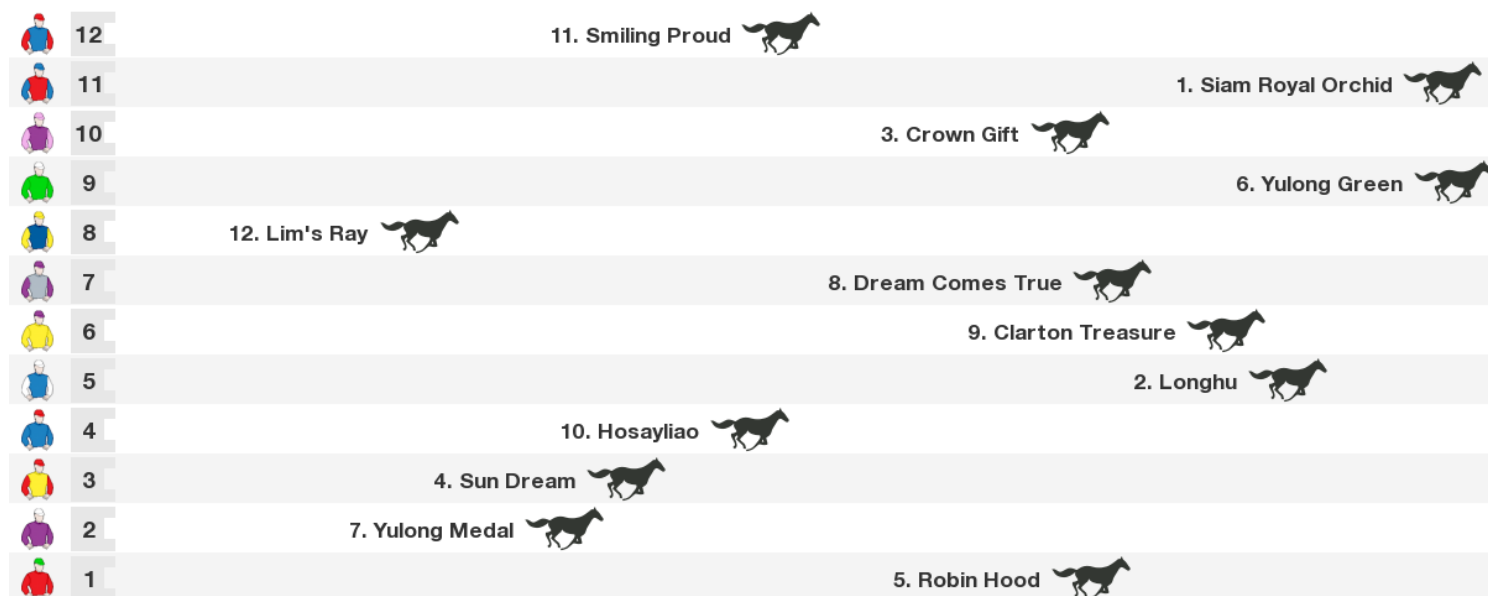 12 11. Smiling Proud
11 1. Siam Royal Orchid
10 3. Crown Gift
9 6. Yulong Green
8 12. Lim's Ray
7 8. Dream Comes True
6 9. Clarton Treasure
5 2. Longhu
4 10. Hosayliao
3 4. Sun Dream
2 7. Yulong Medal
1 5. Robin Hood